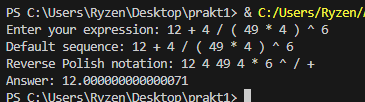 PS C:\Users\Ryzen\Desktop\prakt1> & C:/Users/Ryzen/
Enter your expression: 12 + 4 / ( 49 * 4 ) ^ 6
Default sequence: 12 + 4 / ( 49 * 4 ) ^ 6
Reverse Polish notation: 12 4 49 4 * 6 ^ / +
Answer: 12.000000000000071
PS C:\Users\Ryzen\Desktop\prakt1>